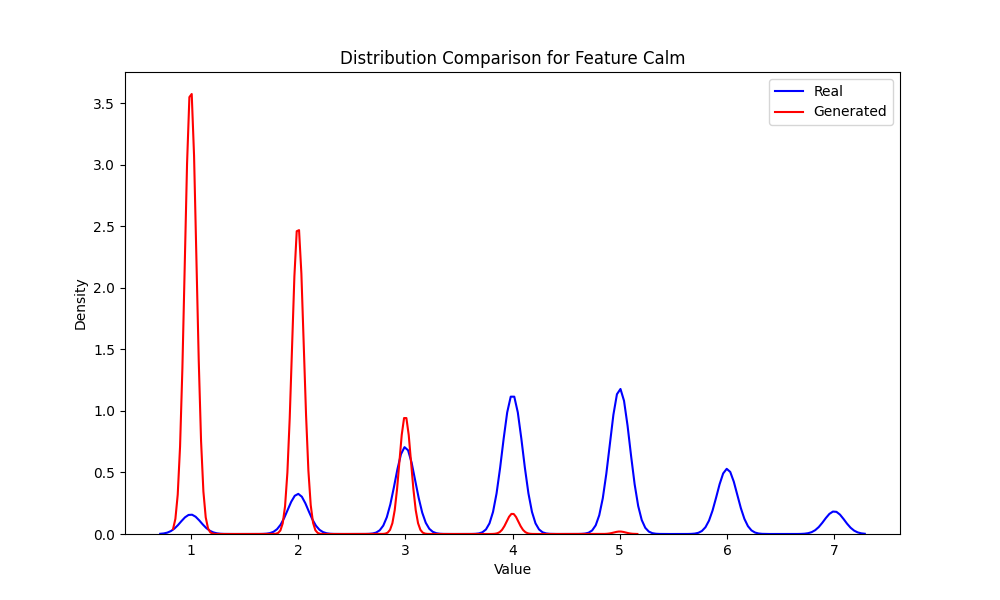 Distribution Comparison for Feature Calm
Real
Generated
Density
3.5
3.0
2.5
2.0
1.5
1.0
0.5
0.0
1 2 3 4 5 6 7
Value